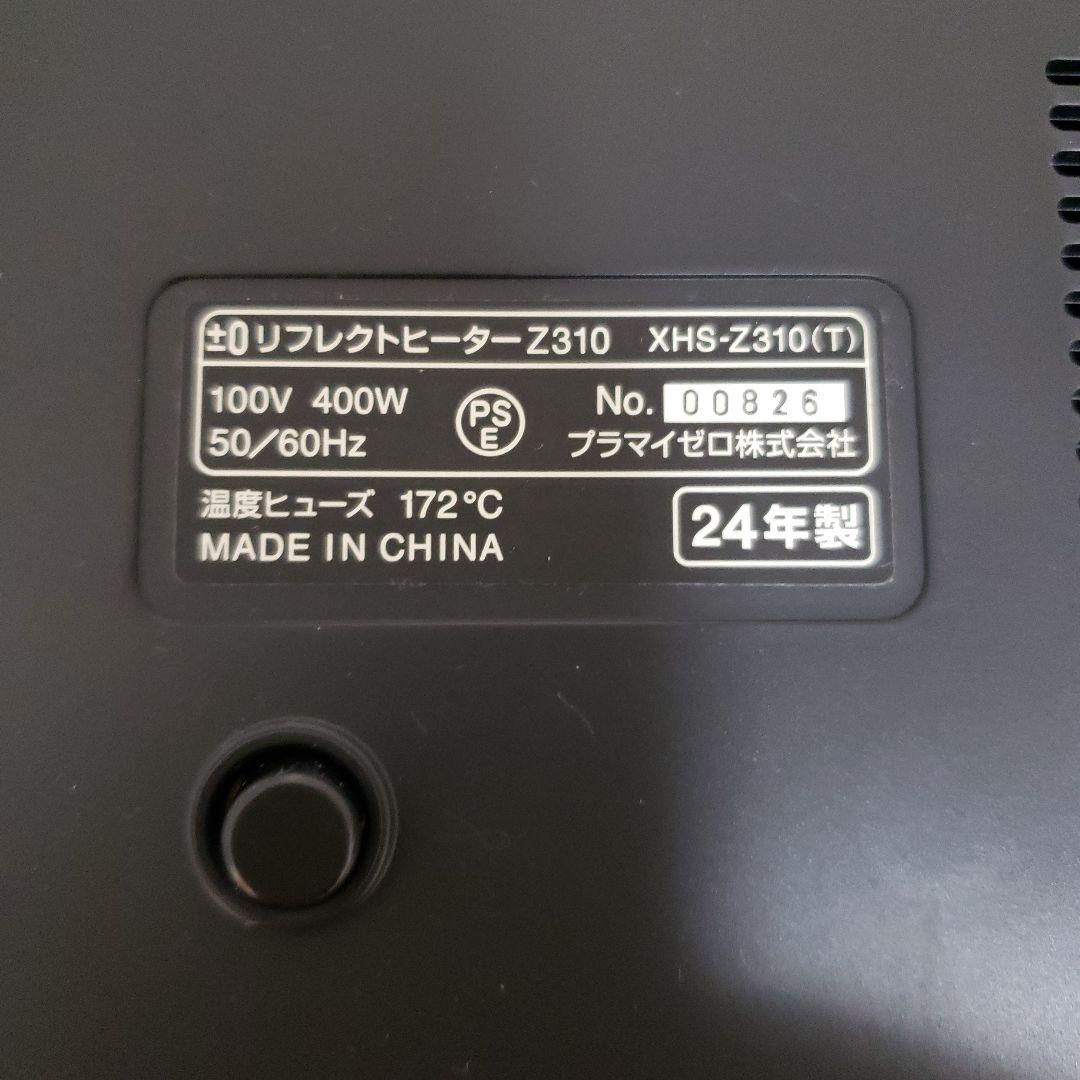 ±0 リフレクトヒーター Z310 XHS-Z310(T)
100V 400W
50/60Hz
PSE
No. 00826
プラマイゼロ株式会社
温度ヒューズ 172℃
MADE IN CHINA
24年製